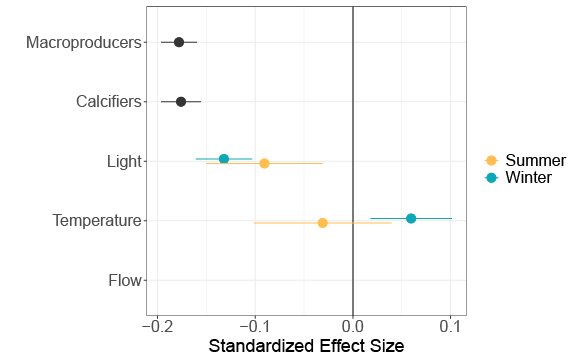 Macroproducers
Calcifiers
Light
Temperature
Flow
Summer
Winter
−0.2 −0.1 0.0 0.1
Standardized Effect Size